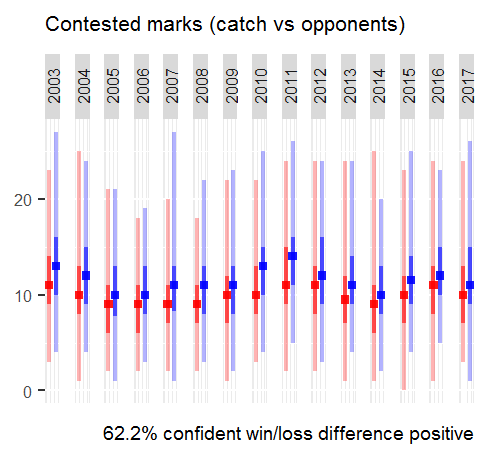 Contested marks (catch vs opponents)
2003 2004 2005 2006 2007 2008 2009 2010 2011 2012 2013 2014 2015 2016 2017
20
10
0
62.2% confident win/loss difference positive